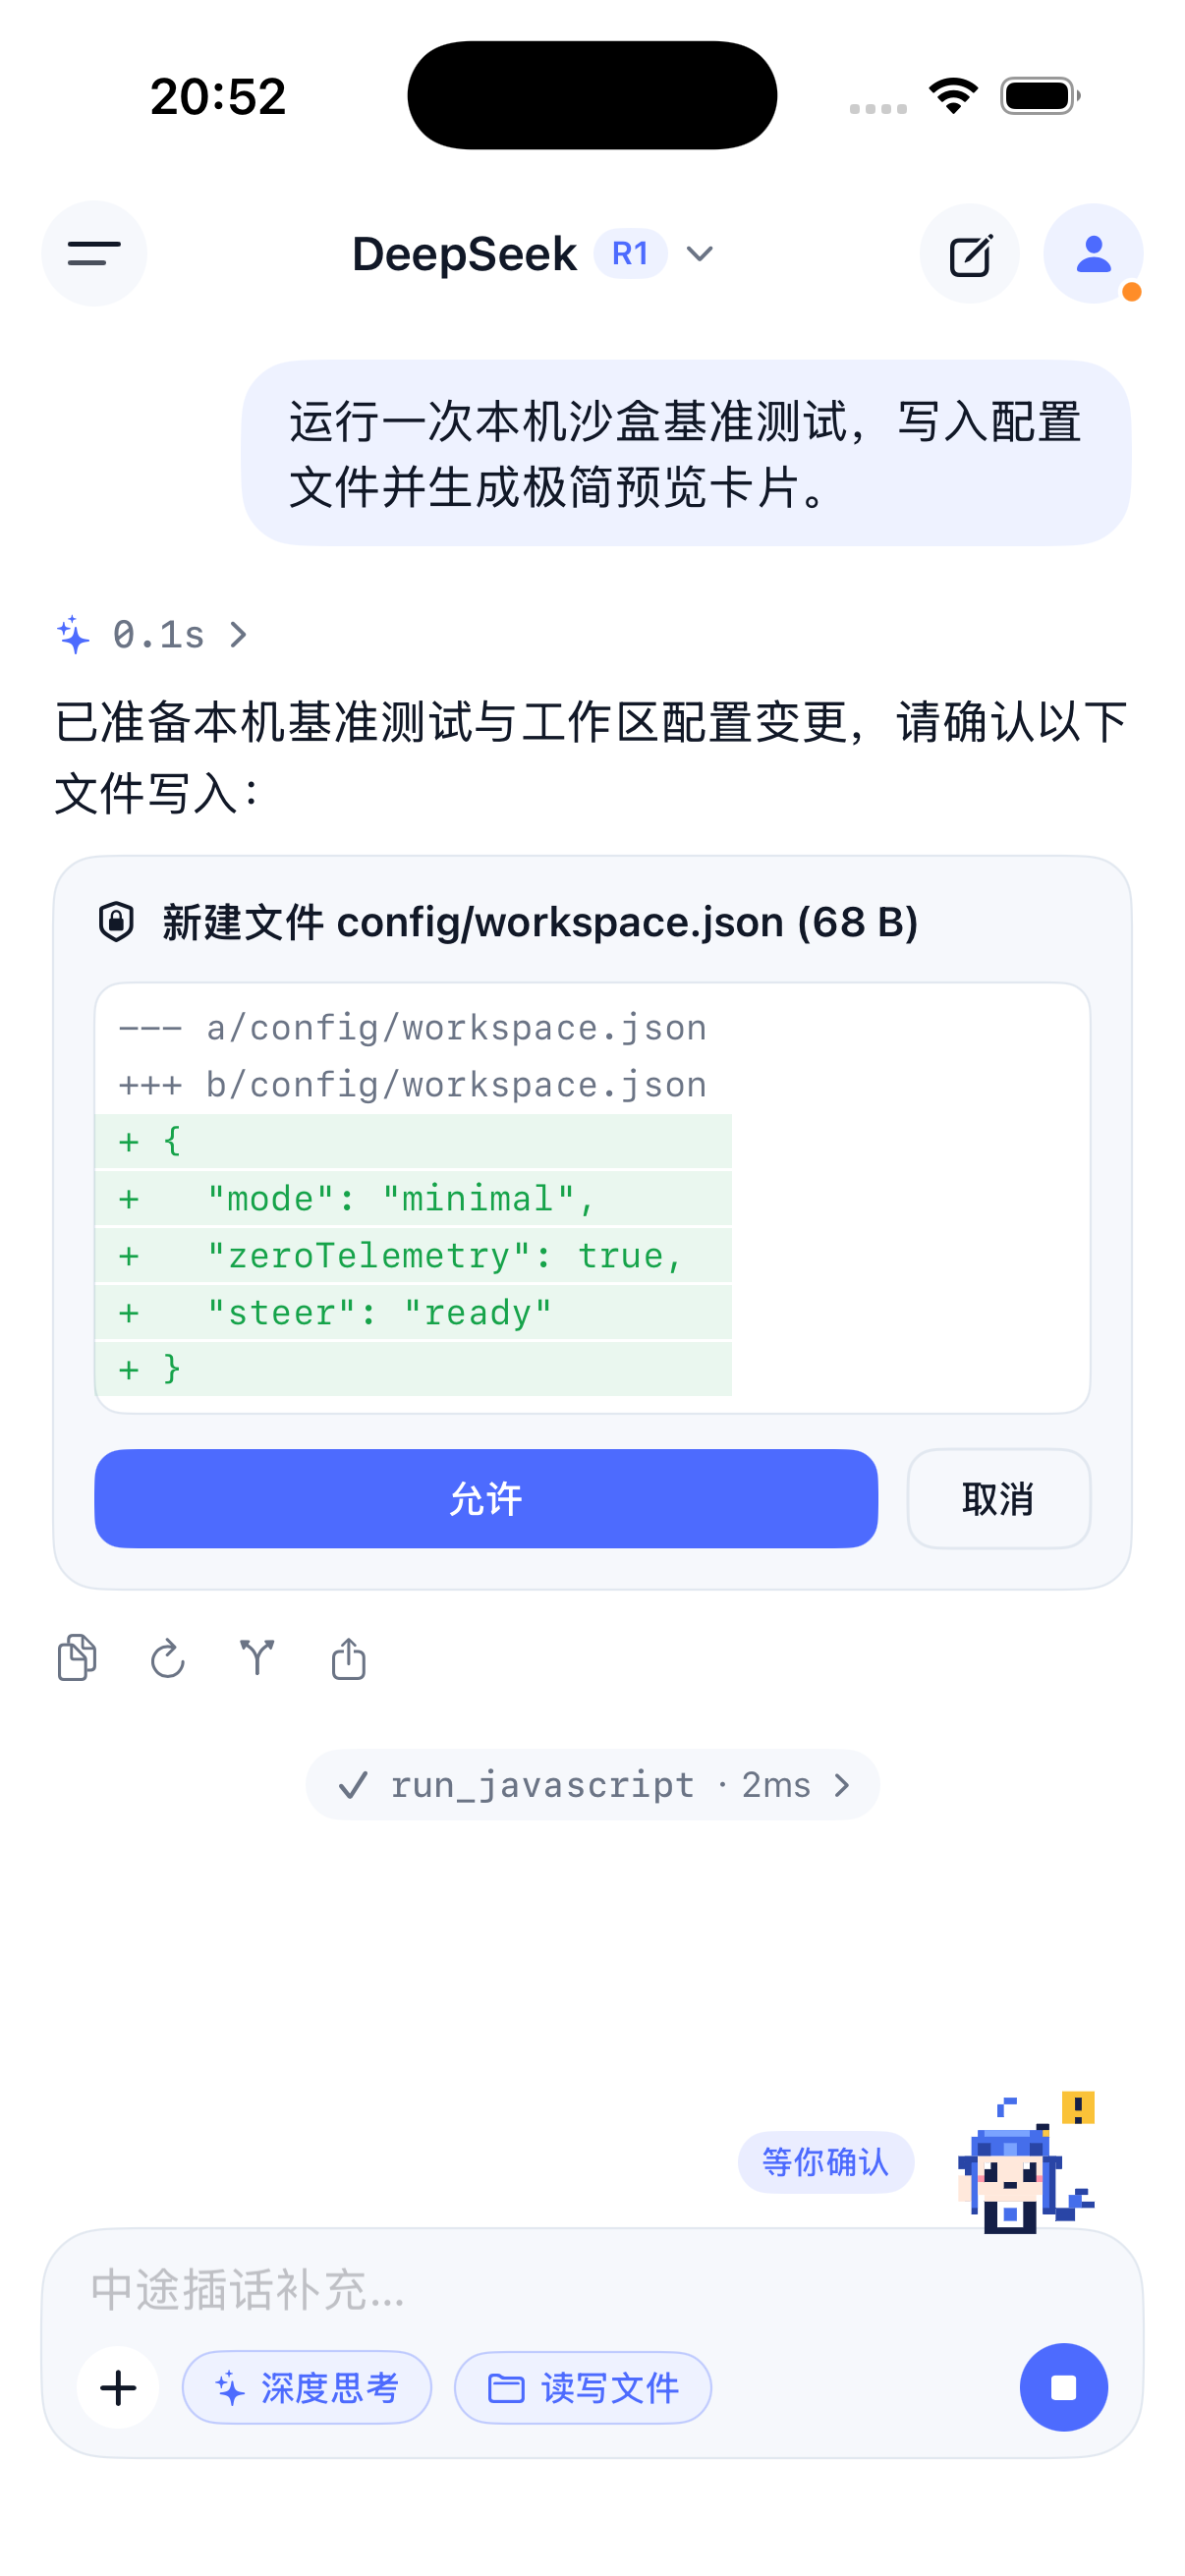 20:52
DeepSeek R1
运行一次本机沙盒基准测试，写入配置
文件并生成极简预览卡片。
0.1s
已准备本机基准测试与工作区配置变更，请确认以下
文件写入：
新建文件 config/workspace.json (68 B)
--- a/config/workspace.json
+++ b/config/workspace.json
+ {
+   "mode": "minimal",
+   "zeroTelemetry": true,
+   "steer": "ready"
+ }
允许
取消
run_javascript · 2ms
!
等你确认
中途插话补充...
深度思考
读写文件